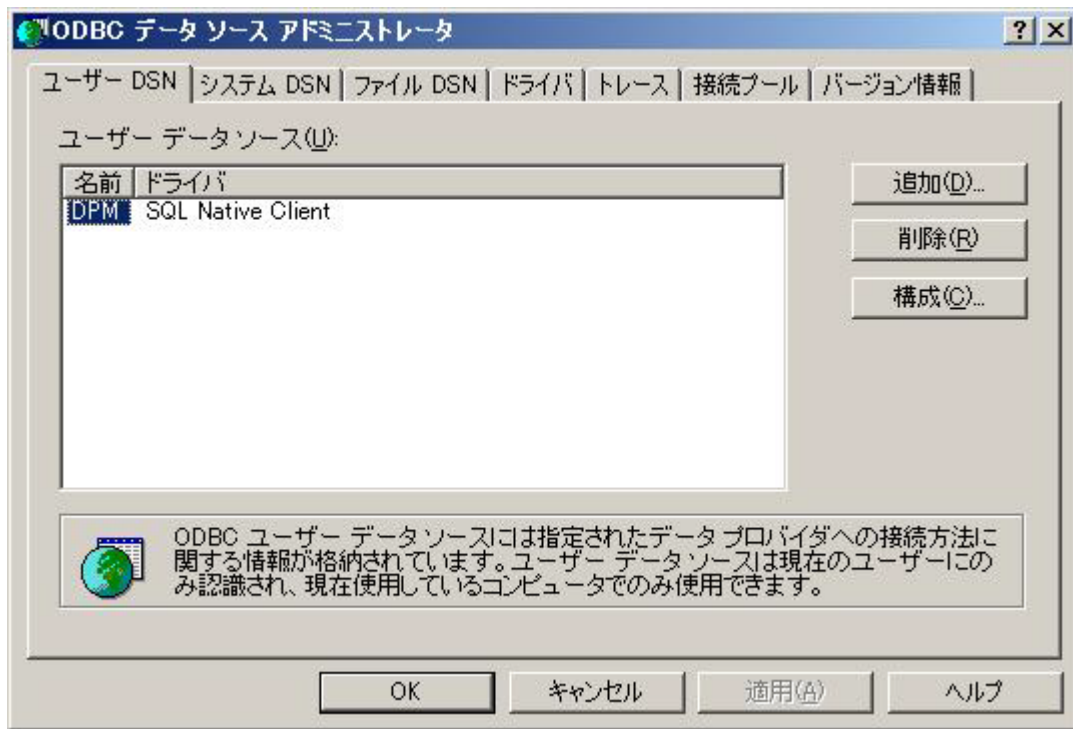 ODBC データ ソース アドミニストレータ
ユーザー DSN システム DSN ファイル DSN ドライバ トレース 接続プール バージョン情報
ユーザー データ ソース(U):
名前 ドライバ
DPM SQL Native Client
追加(D)...
削除(R)
構成(C)...
ODBC ユーザー データ ソースには指定されたデータ プロバイダへの接続方法に
関する情報が格納されています。ユーザー データ ソースは現在のユーザーにの
み認識され、現在使用しているコンピュータでのみ使用できます。
OK キャンセル 適用(A) ヘルプ